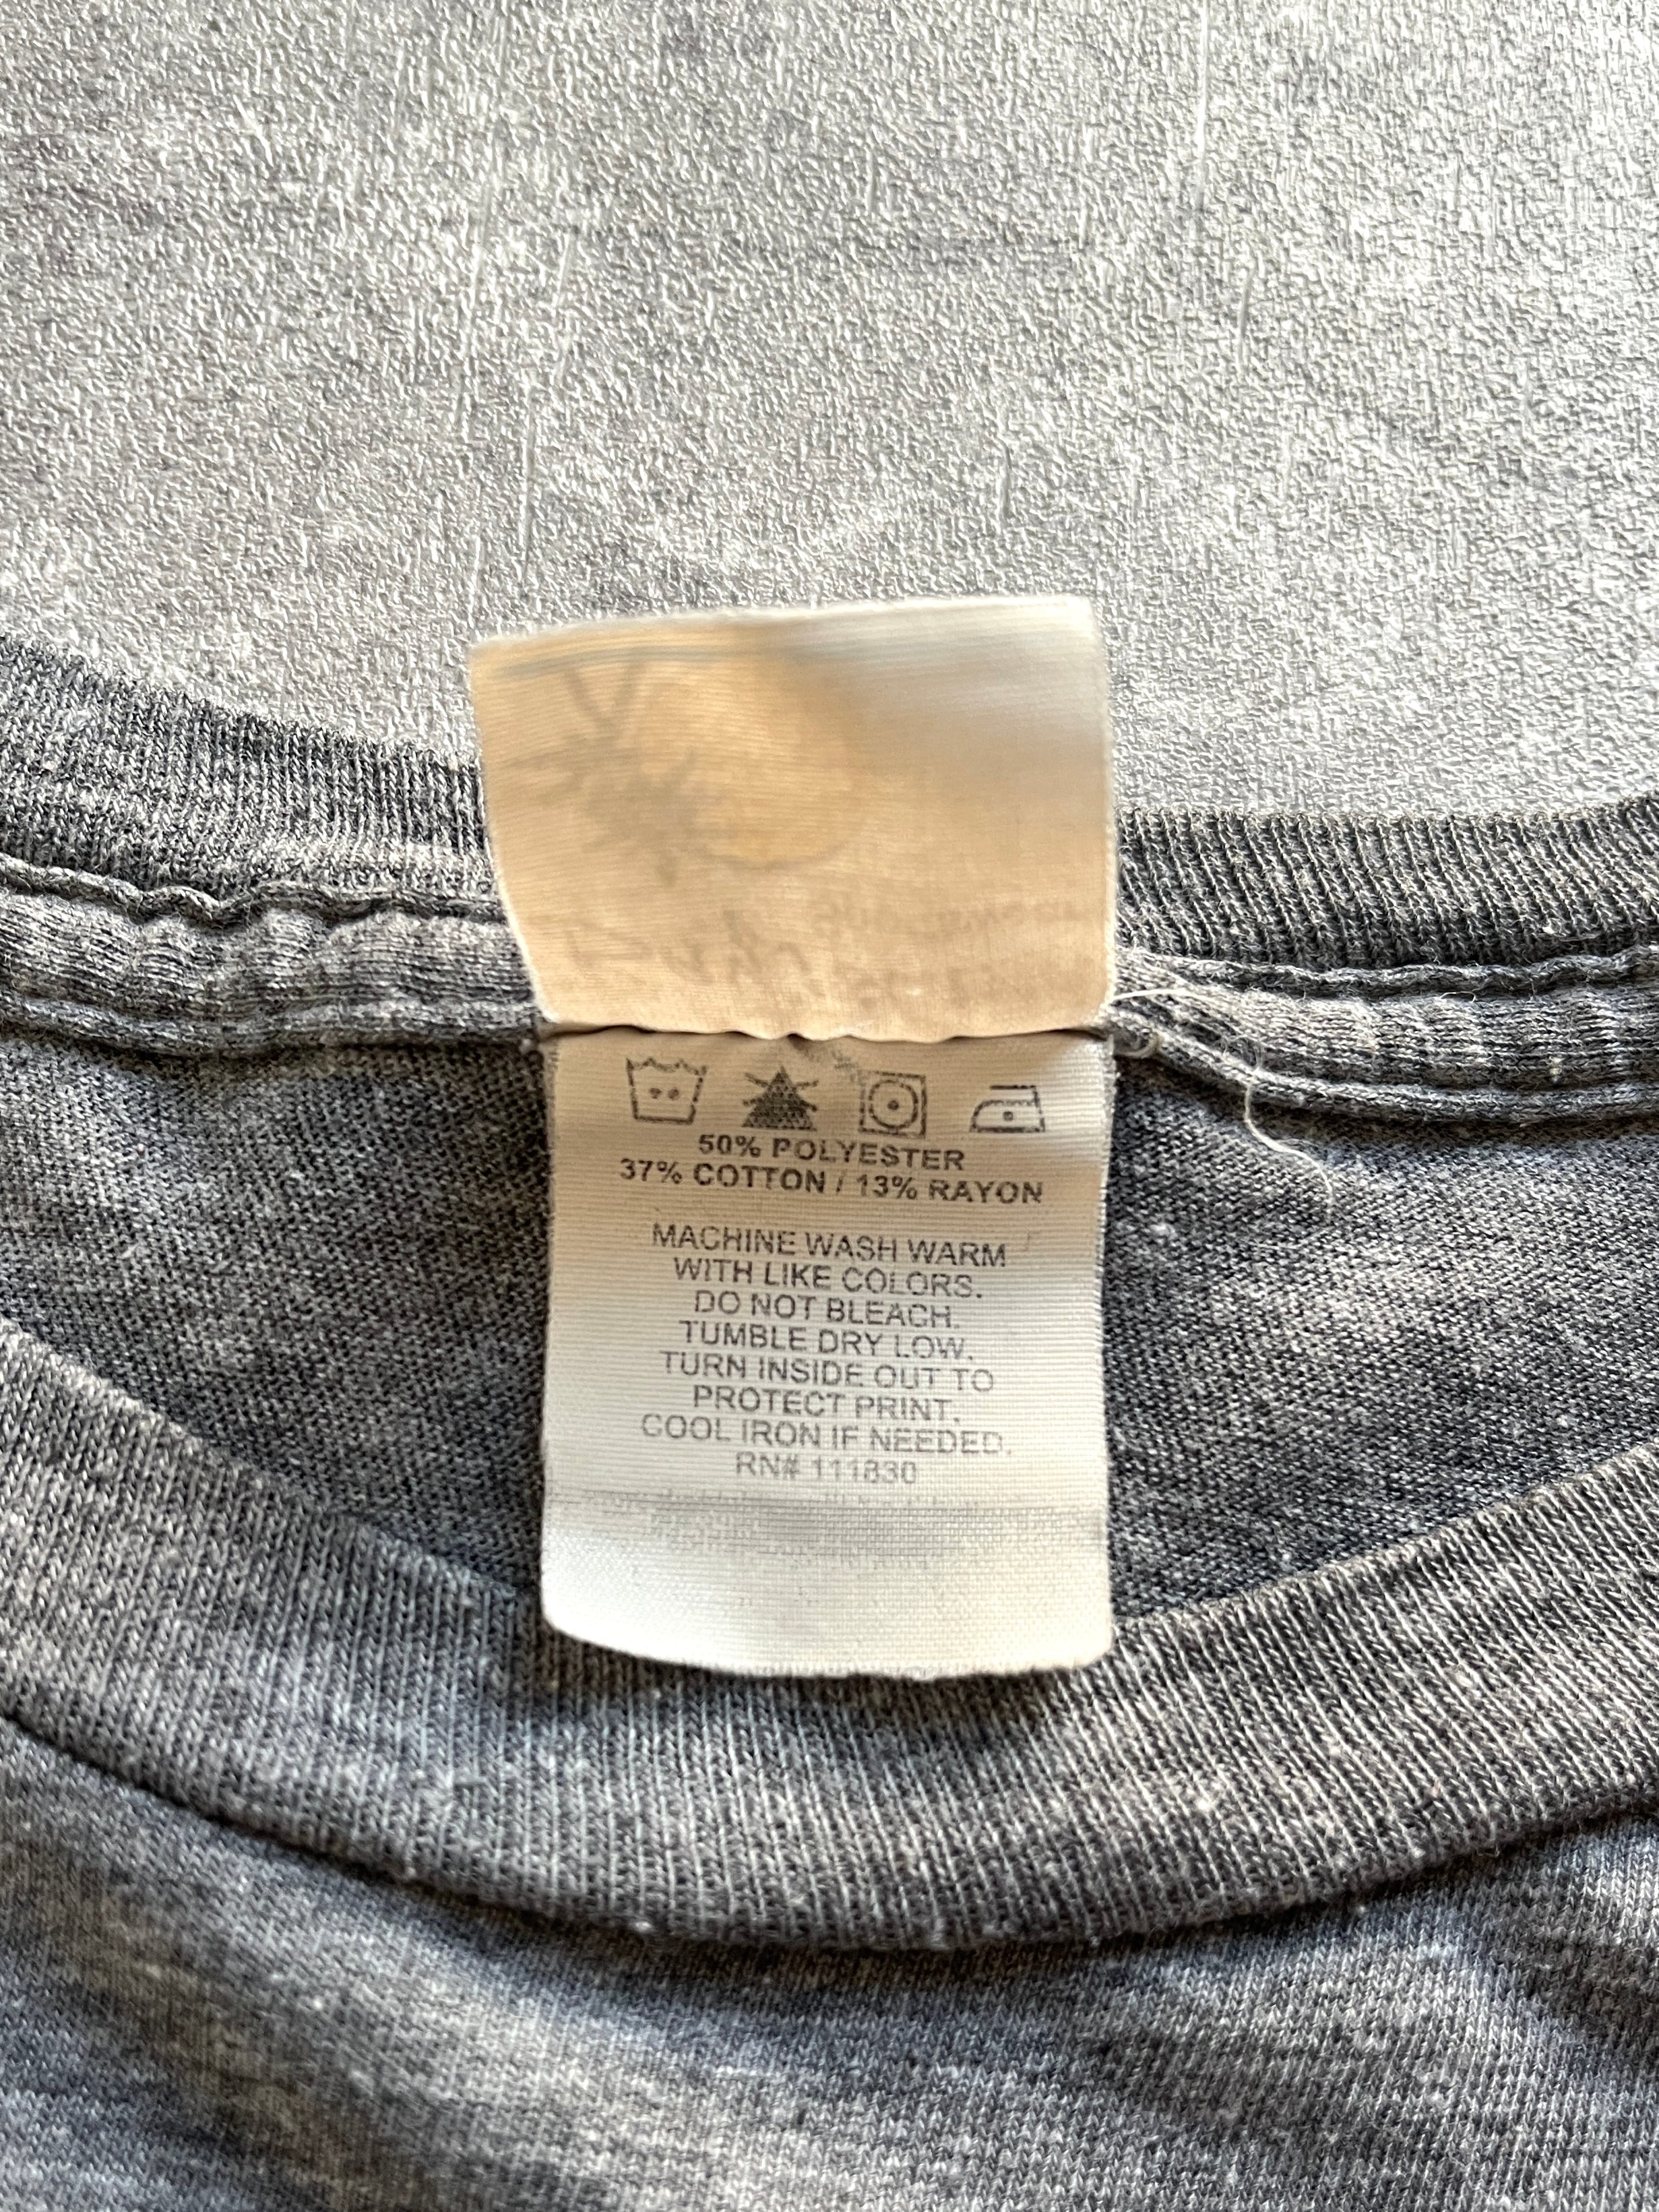 50% POLYESTER
37% COTTON / 13% RAYON
MACHINE WASH WARM
WITH LIKE COLORS.
DO NOT BLEACH.
TUMBLE DRY LOW.
TURN INSIDE OUT TO
PROTECT PRINT.
COOL IRON IF NEEDED.
RN# 111830